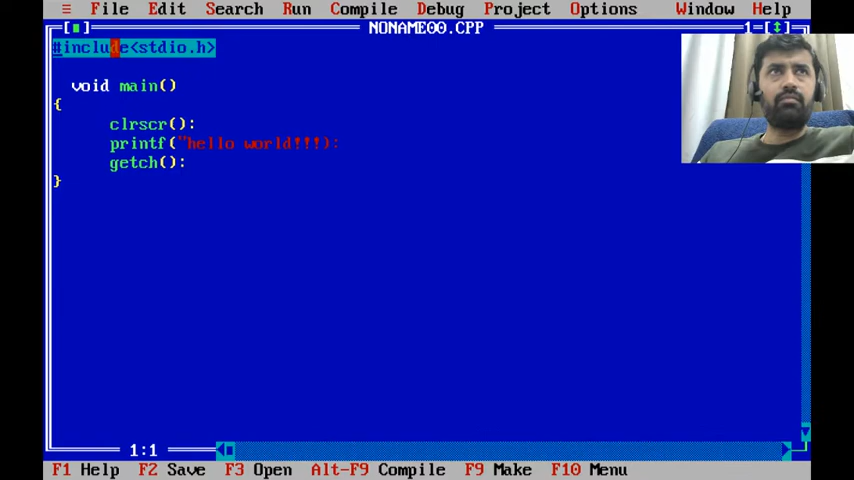 ≡ File Edit Search Run Compile Debug Project Options Window Help
[■] NONAME00.CPP 1=[↕]
#include<stdio.h>
void main()
{
clrscr():
printf("hello world!!!):
getch():
}
1:1
F1 Help F2 Save F3 Open Alt-F9 Compile F9 Make F10 Menu